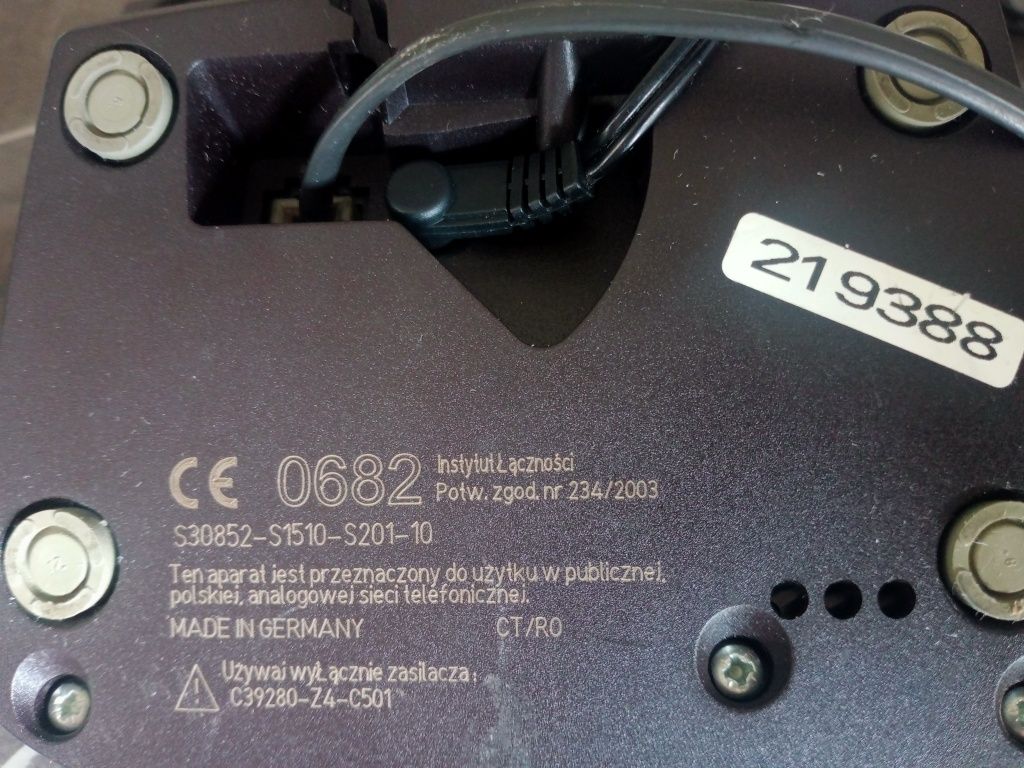 219388
CE 0682 Instytut Łączności
Potw. zgod. nr 234/2003
S30852-S1510-S201-10
Ten aparat jest przeznaczony do użytku w publicznej,
polskiej, analogowej sieci telefonicznej.
MADE IN GERMANY CT/RO
Używaj wyŁącznie zasilacza:
C39280-Z4-C501